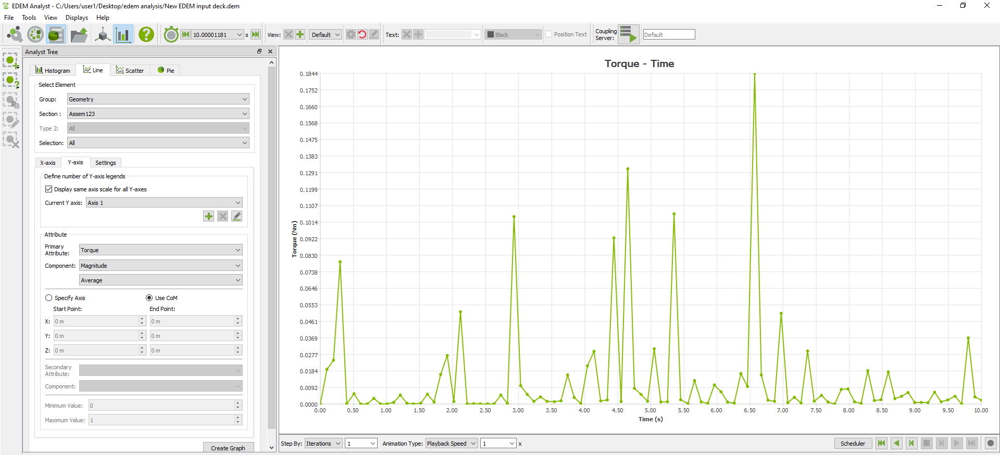 EDEM Analyst - C:/Users/user1/Desktop/edem analysis/New EDEM input deck.dem
File Tools View Displays Help
10.00001181 s View: Default Text: Black Position Text Coupling Server: Default
Analyst Tree
Histogram Line Scatter Pie
Select Element
Group: Geometry
Section : Assem123
Type 2: All
Selection: All
X-axis Y-axis Settings
Define number of Y-axis legends
Display same axis scale for all Y-axes
Current Y axis: Axis 1
Attribute
Primary Attribute: Torque
Component: Magnitude
Average
Specify Axis Use CoM
Start Point: End Point:
X: 0 m 0 m
Y: 0 m 0 m
Z: 0 m 0 m
Secondary Attribute:
Component:
Minimum Value: 0
Maximum Value: 1
Create Graph
Torque - Time
0.1844
0.1752
0.1660
0.1568
0.1475
0.1383
0.1291
0.1199
0.1107
0.1014
0.0922
0.0830
0.0738
0.0646
0.0553
0.0461
0.0369
0.0277
0.0184
0.0092
0.0000
Torque (Nm)
0.00 0.50 1.00 1.50 2.00 2.50 3.00 3.50 4.00 4.50 5.00 5.50 6.00 6.50 7.00 7.50 8.00 8.50 9.00 9.50 10.00
Time (s)
Step By: Iterations 1 Animation Type: Playback Speed 1 x Scheduler